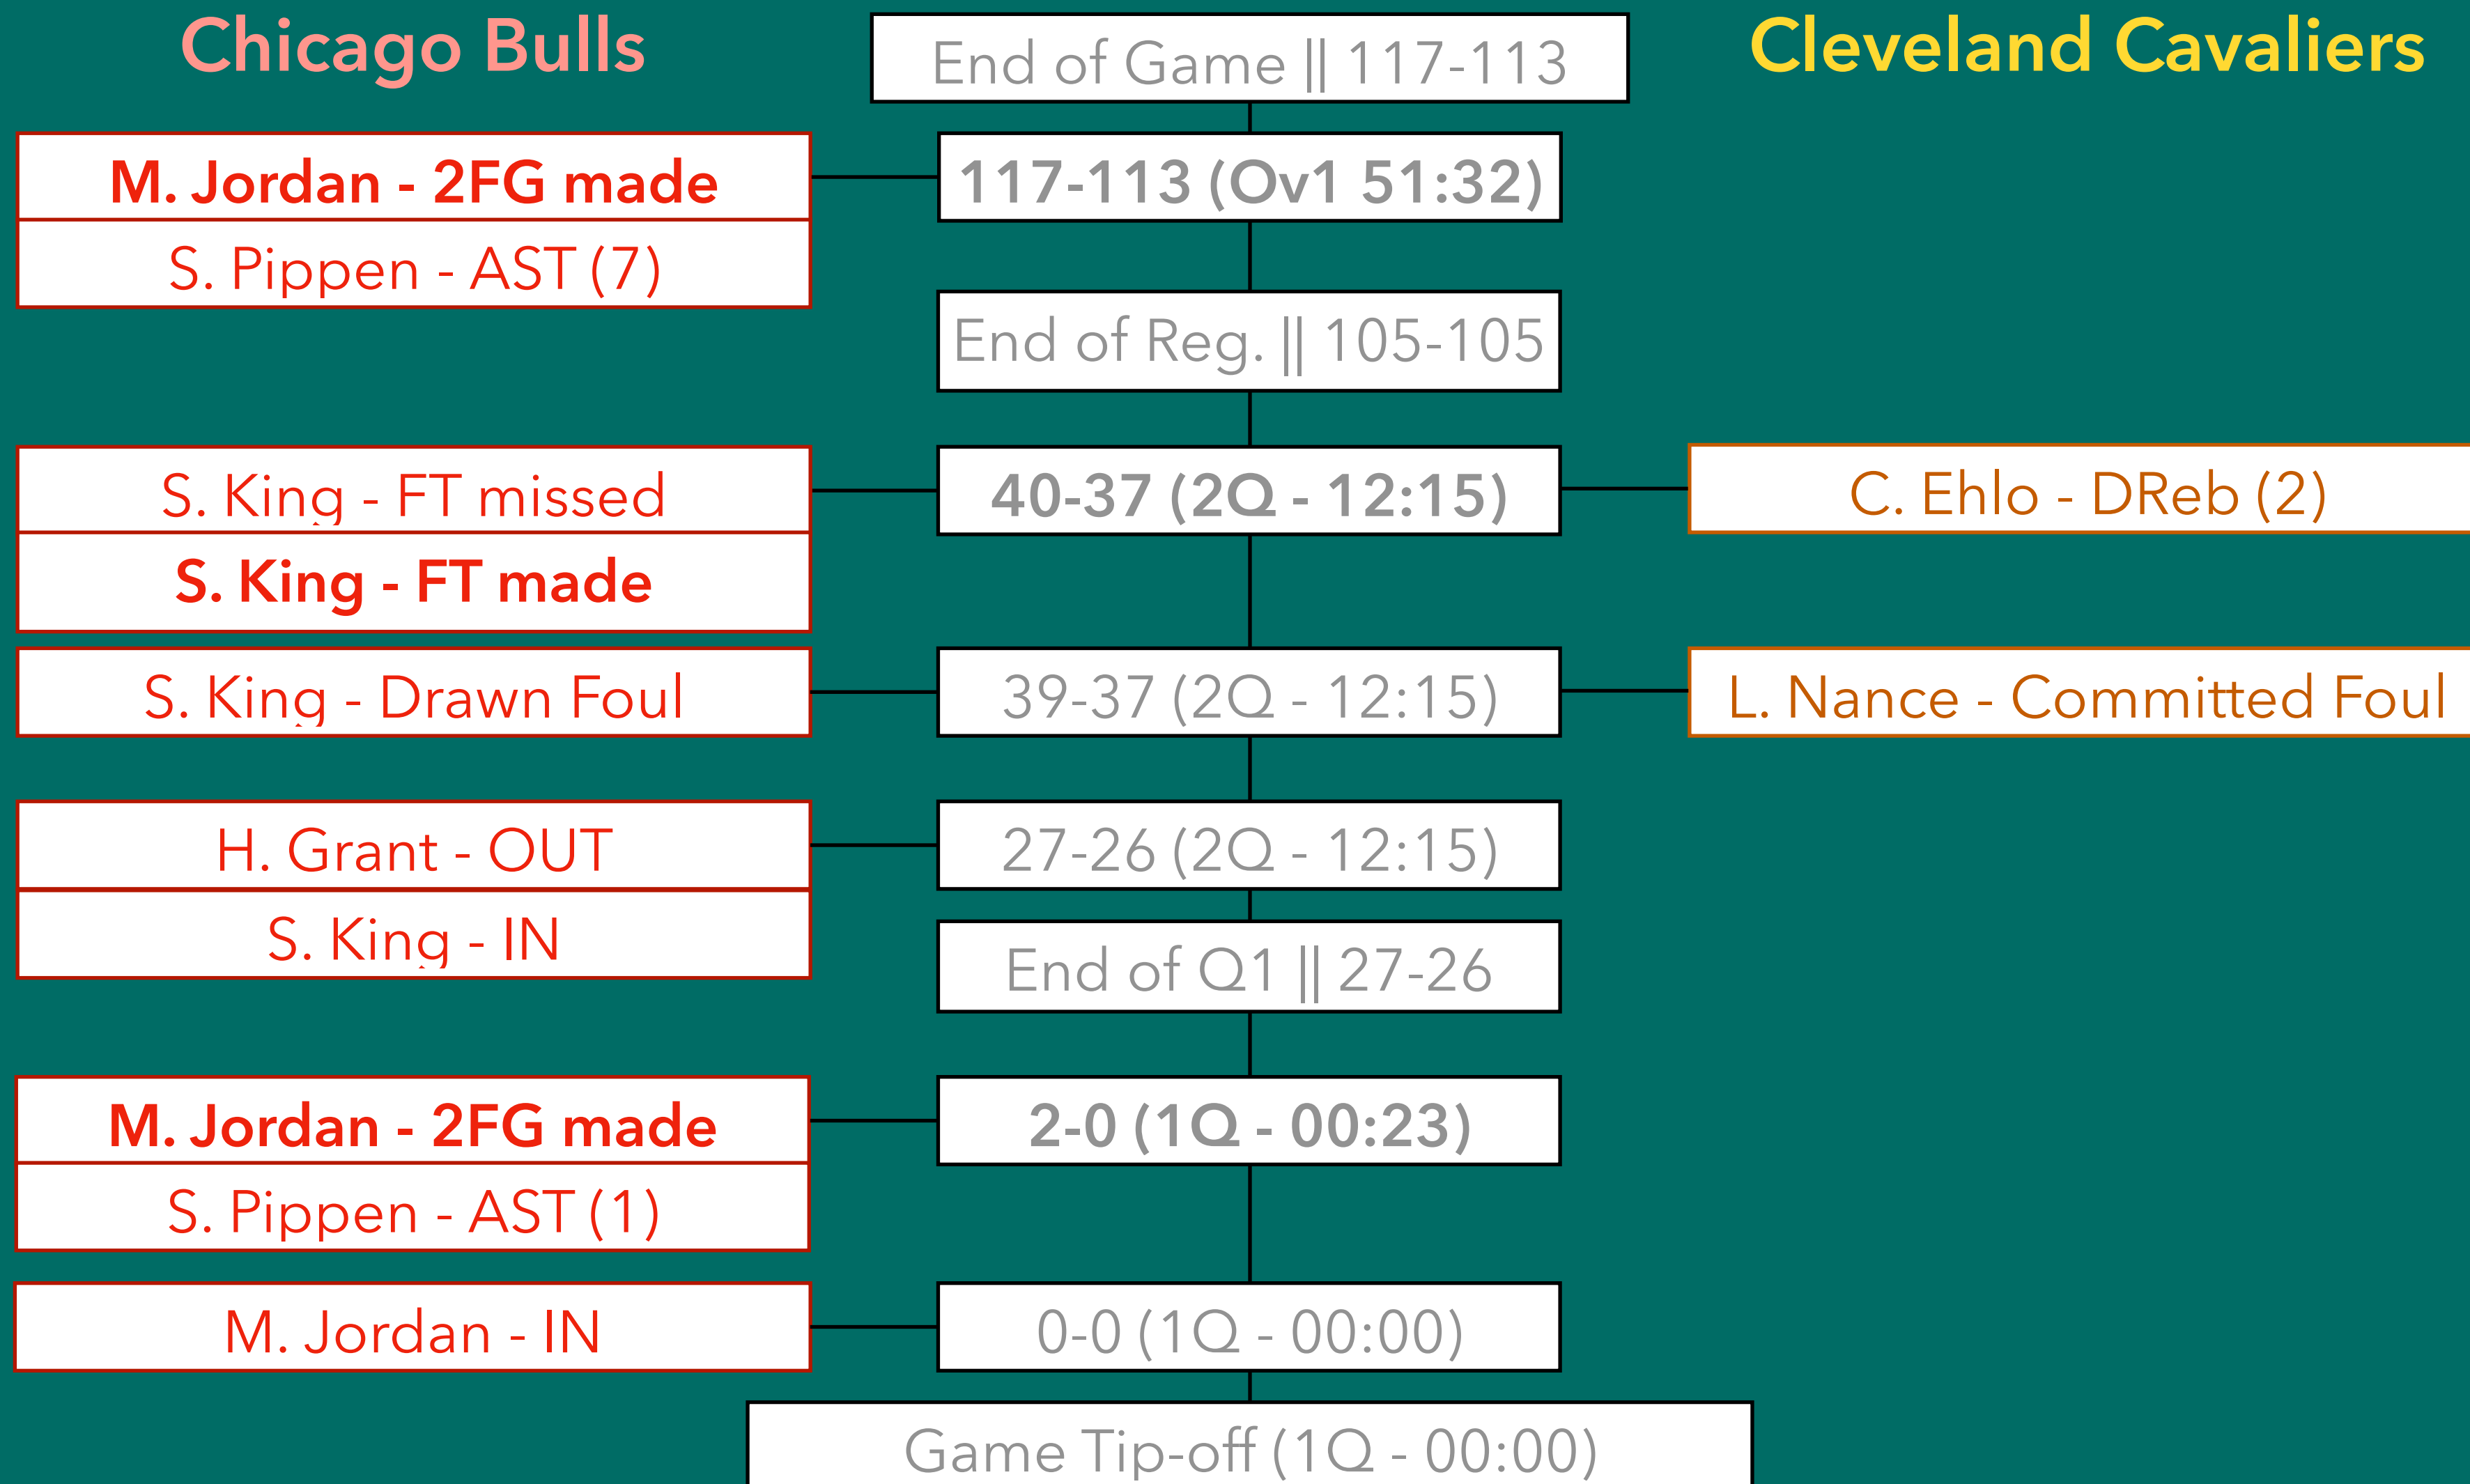 Chicago Bulls
End of Game || 117-113
Cleveland Cavaliers
M. Jordan - 2FG made
117-113 (Ov1 51:32)
S. Pippen - AST (7)
End of Reg. || 105-105
S. King - FT missed
40-37 (2Q - 12:15)
C. Ehlo - DReb (2)
S. King - FT made
S. King - Drawn Foul
39-37 (2Q - 12:15)
L. Nance - Committed Foul
H. Grant - OUT
27-26 (2Q - 12:15)
S. King - IN
End of Q1 || 27-26
M. Jordan - 2FG made
2-0 (1Q - 00:23)
S. Pippen - AST (1)
M. Jordan - IN
0-0 (1Q - 00:00)
Game Tip-off (1Q - 00:00)